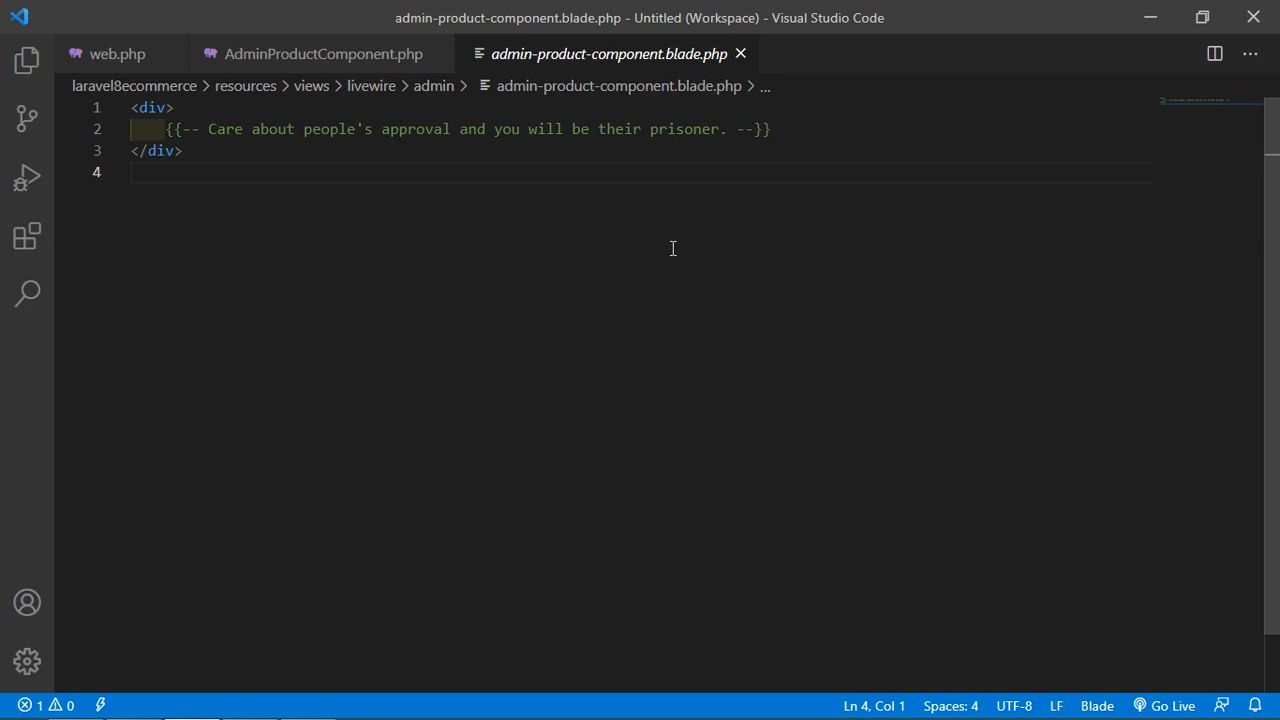 admin-product-component.blade.php - Untitled (Workspace) - Visual Studio Code
web.php AdminProductComponent.php admin-product-component.blade.php
laravel8ecommerce > resources > views > livewire > admin > admin-product-component.blade.php > ...
1 <div>
2 {{-- Care about people's approval and you will be their prisoner. --}}
3 </div>
4
1 0 Ln 4, Col 1 Spaces: 4 UTF-8 LF Blade Go Live